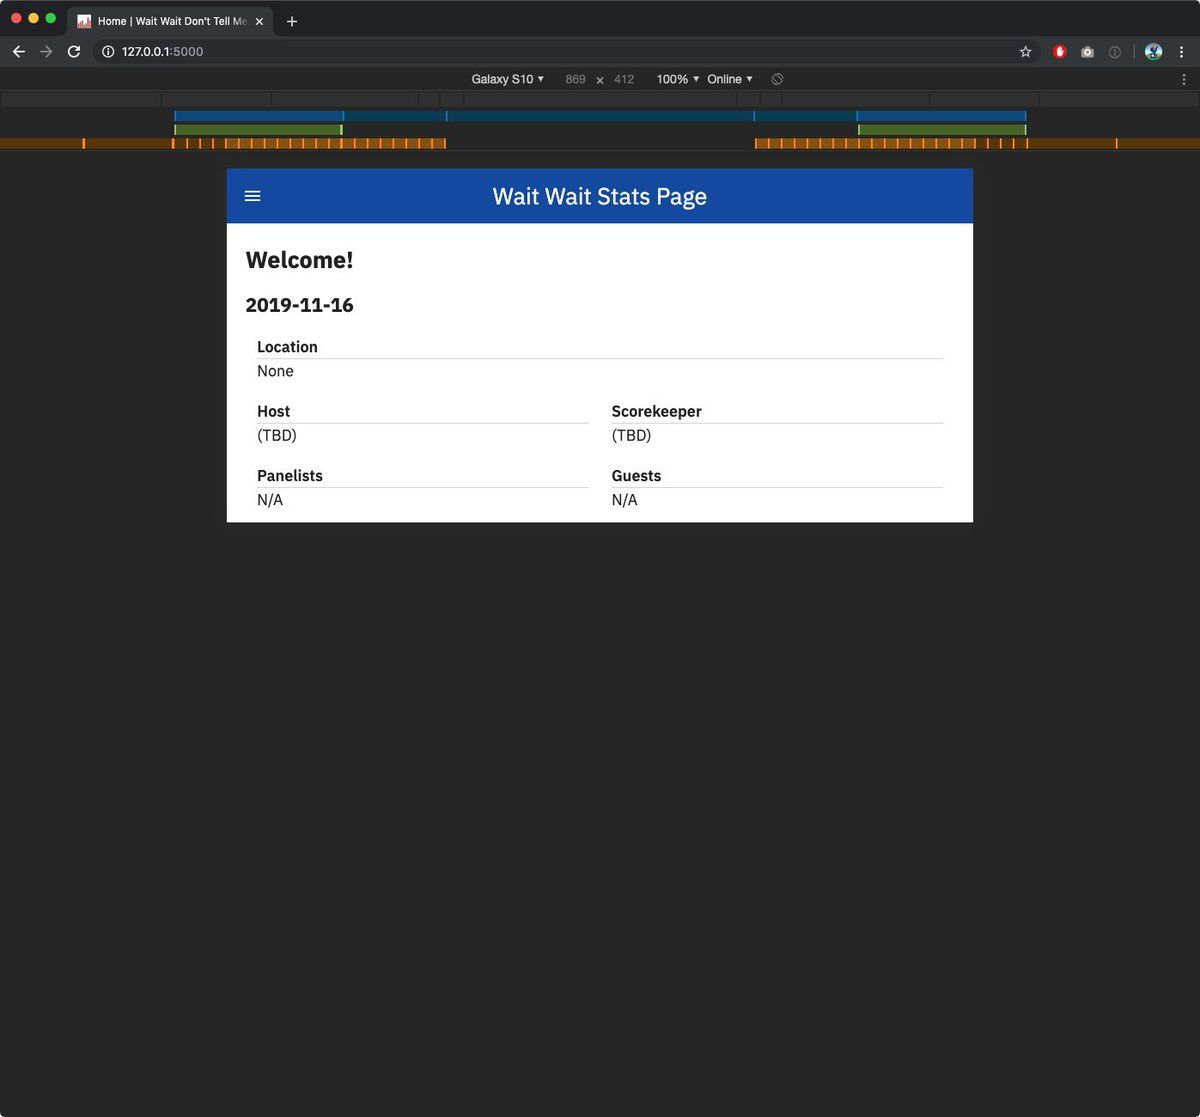 Home | Wait Wait Don't Tell Me
127.0.0.1:5000
Galaxy S10 869 x 412 100% Online
Wait Wait Stats Page
Welcome!
2019-11-16
Location
None
Host Scorekeeper
(TBD) (TBD)
Panelists Guests
N/A N/A